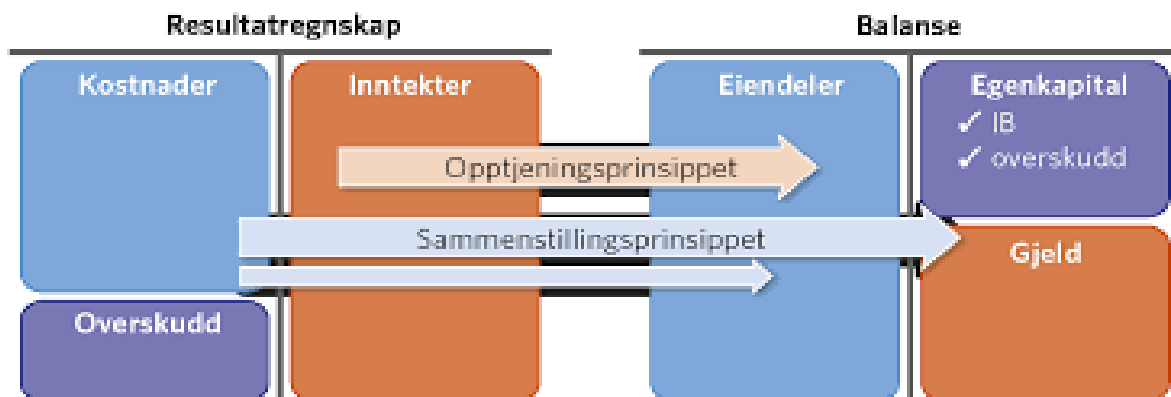 Resultatregnskap
Balanse
Kostnader
Inntekter
Eiendeler
Egenkapital
✓ IB
✓ overskudd
Opptjeningsprinsippet
Sammenstillingsprinsippet
Gjeld
Overskudd